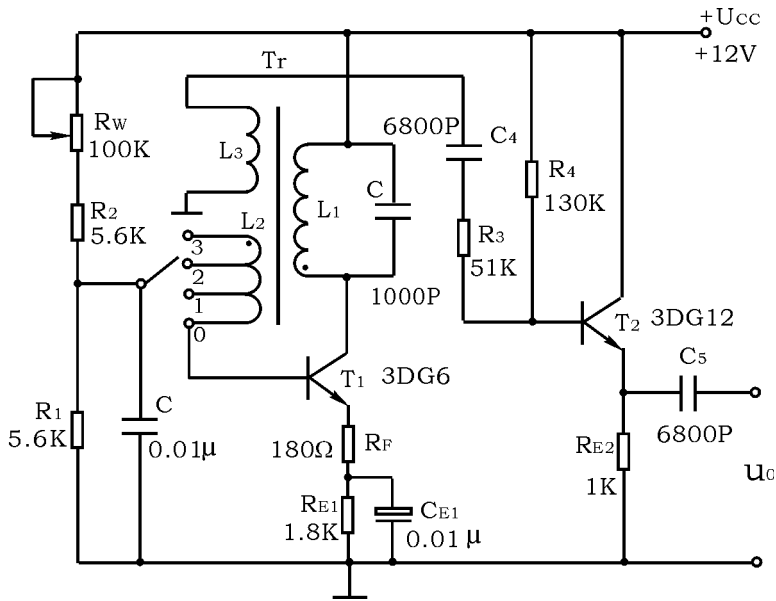 +UCC
+12V
Tr
RW
100K
L3
6800P
C4
R4
130K
C
L1
R2
5.6K
L2
3
2
1
0
R3
51K
1000P
T2
3DG12
T1
3DG6
C5
6800P
R1
5.6K
C
0.01μ
180Ω
RF
RE2
1K
u0
RE1
1.8K
CE1
0.01μ